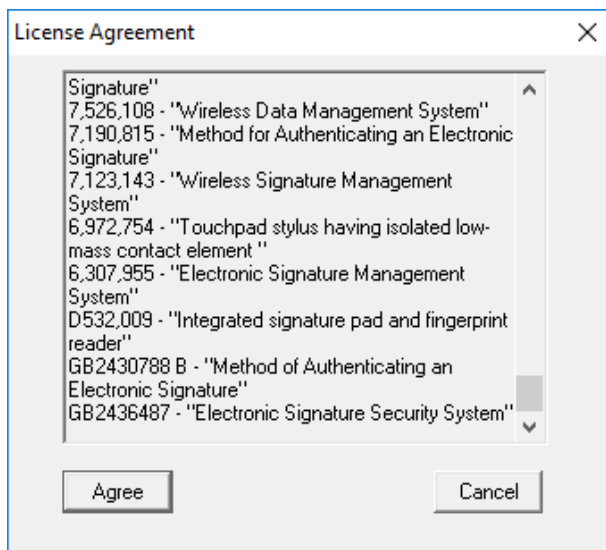 License Agreement
Signature"
7,526,108 - "Wireless Data Management System"
7,190,815 - "Method for Authenticating an Electronic
Signature"
7,123,143 - "Wireless Signature Management
System"
6,972,754 - "Touchpad stylus having isolated low-
mass contact element "
6,307,955 - "Electronic Signature Management
System"
D532,009 - "Integrated signature pad and fingerprint
reader"
GB2430788 B - "Method of Authenticating an
Electronic Signature"
GB2436487 - "Electronic Signature Security System"
Agree
Cancel